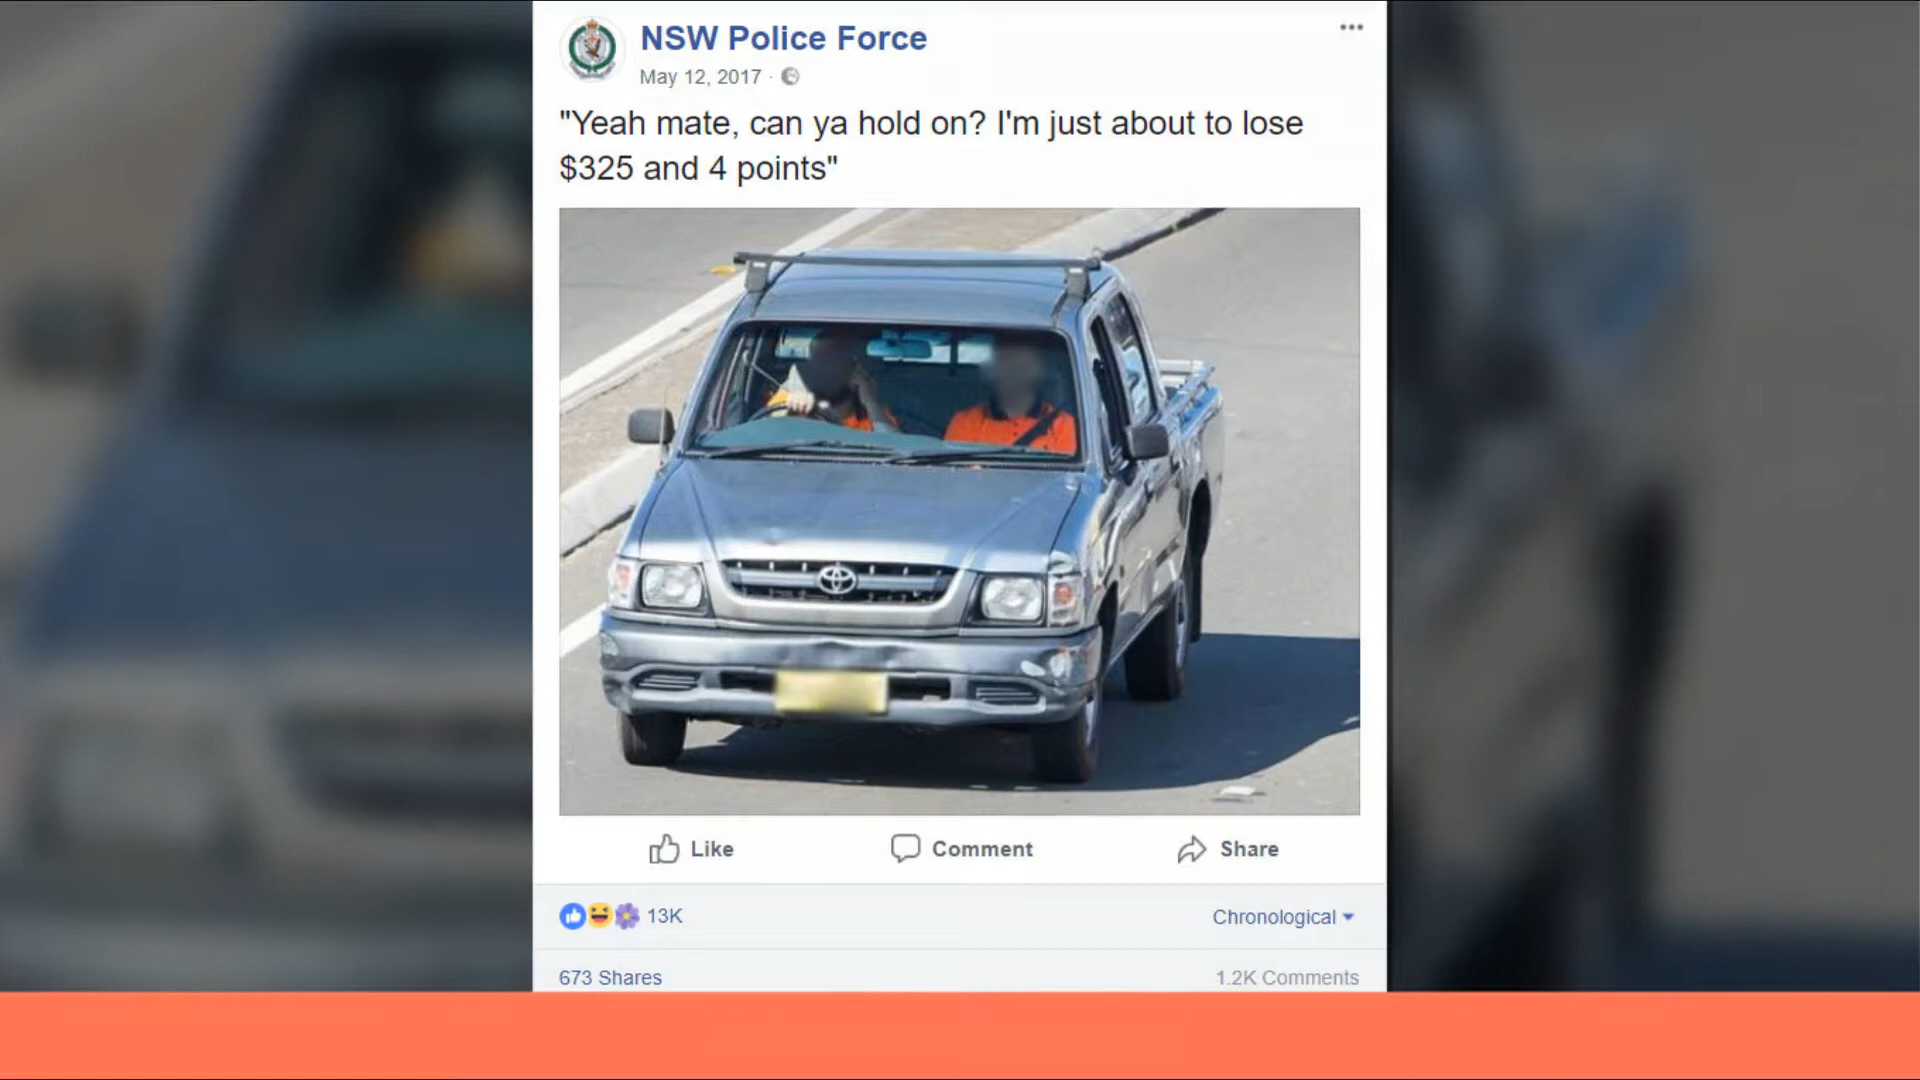 NSW Police Force
May 12, 2017 ·
"Yeah mate, can ya hold on? I'm just about to lose
$325 and 4 points"
Like Comment Share
13K Chronological
673 Shares 1.2K Comments